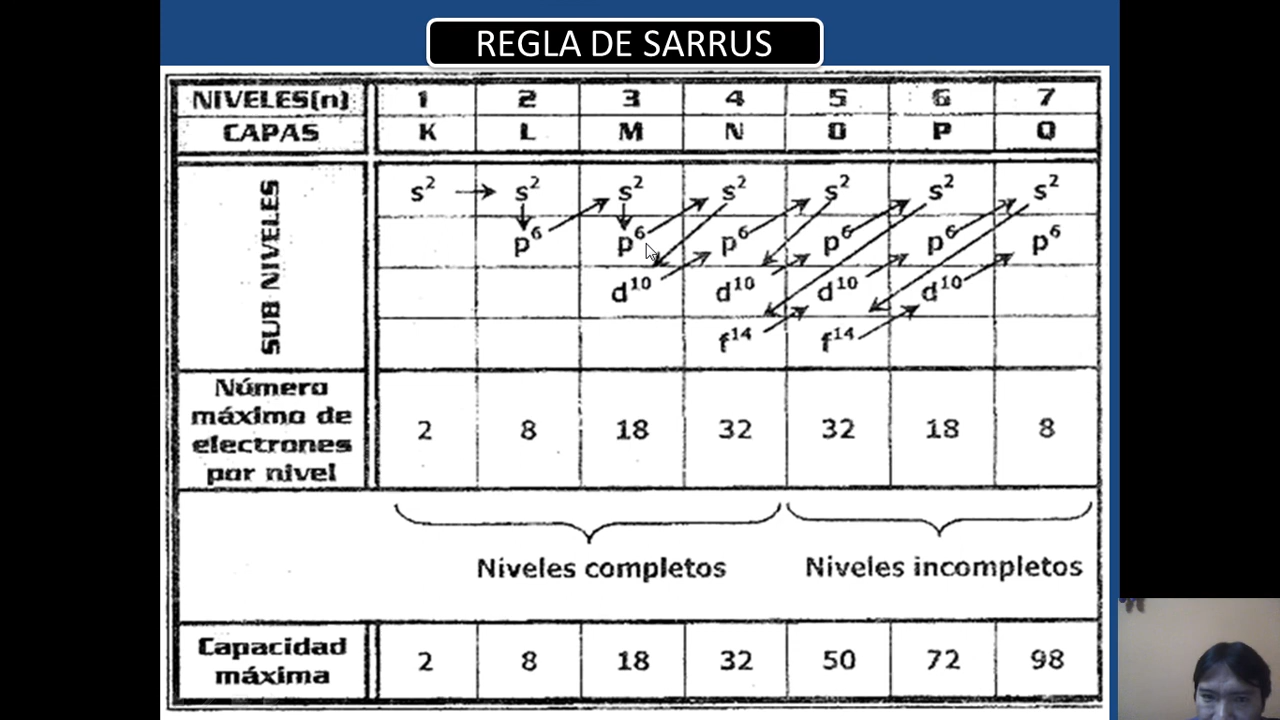 REGLA DE SARRUS
NIVELES(n) 1 2 3 4 5 6 7
CAPAS K L M N O P Q
SUB NIVELES
s² s² s² s² s² s² s²
p⁶ p⁶ p⁶ p⁶ p⁶ p⁶
d¹⁰ d¹⁰ d¹⁰ d¹⁰
f¹⁴ f¹⁴
Número
máximo de
electrones
por nivel
2 8 18 32 32 18 8
Niveles completos Niveles incompletos
Capacidad
máxima
2 8 18 32 50 72 98